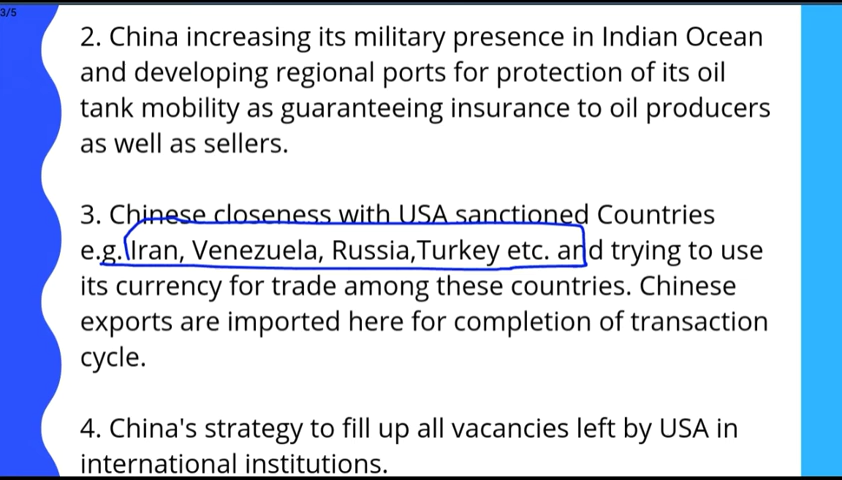 3/5
2. China increasing its military presence in Indian Ocean
and developing regional ports for protection of its oil
tank mobility as guaranteeing insurance to oil producers
as well as sellers.
3. Chinese closeness with USA sanctioned Countries
e.g. Iran, Venezuela, Russia,Turkey etc. and trying to use
its currency for trade among these countries. Chinese
exports are imported here for completion of transaction
cycle.
4. China's strategy to fill up all vacancies left by USA in
international institutions.